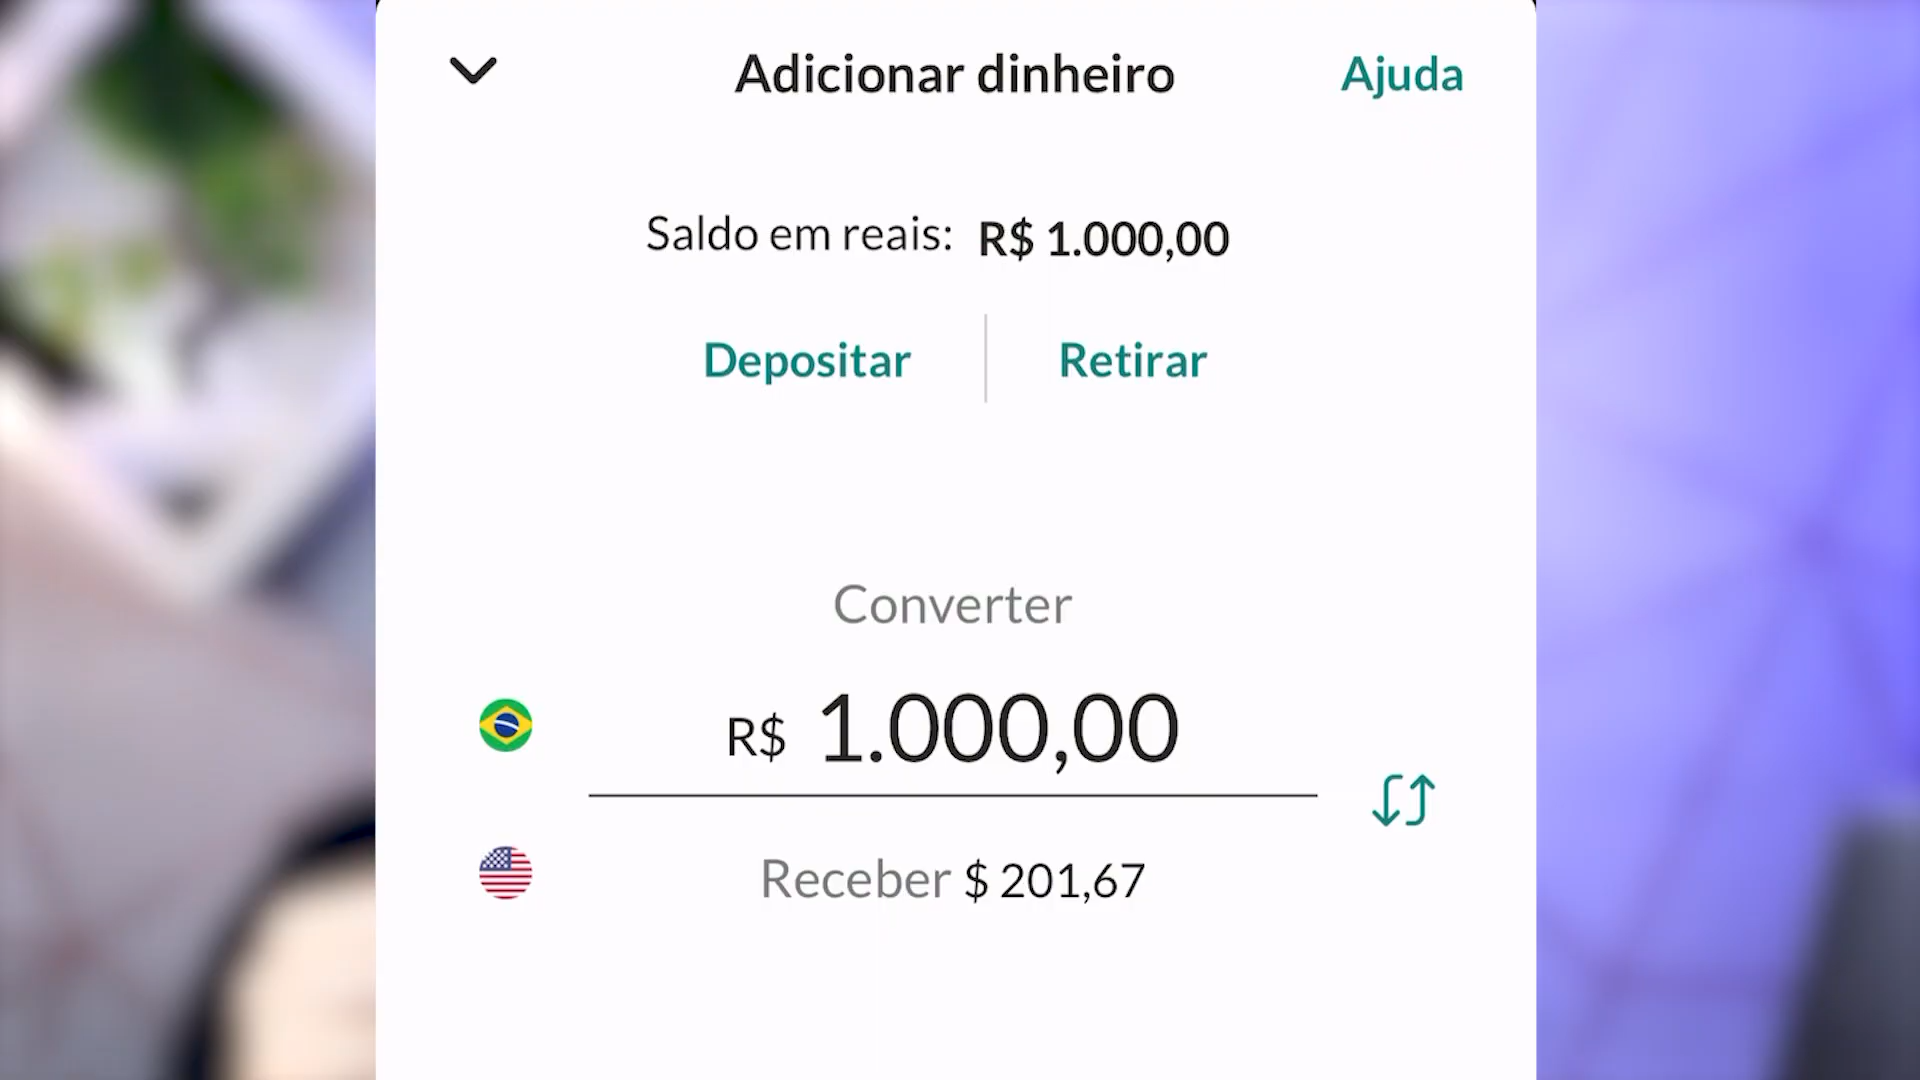 Adicionar dinheiro
Ajuda
Saldo em reais: R$ 1.000,00
Depositar
Retirar
Converter
R$ 1.000,00
Receber $ 201,67